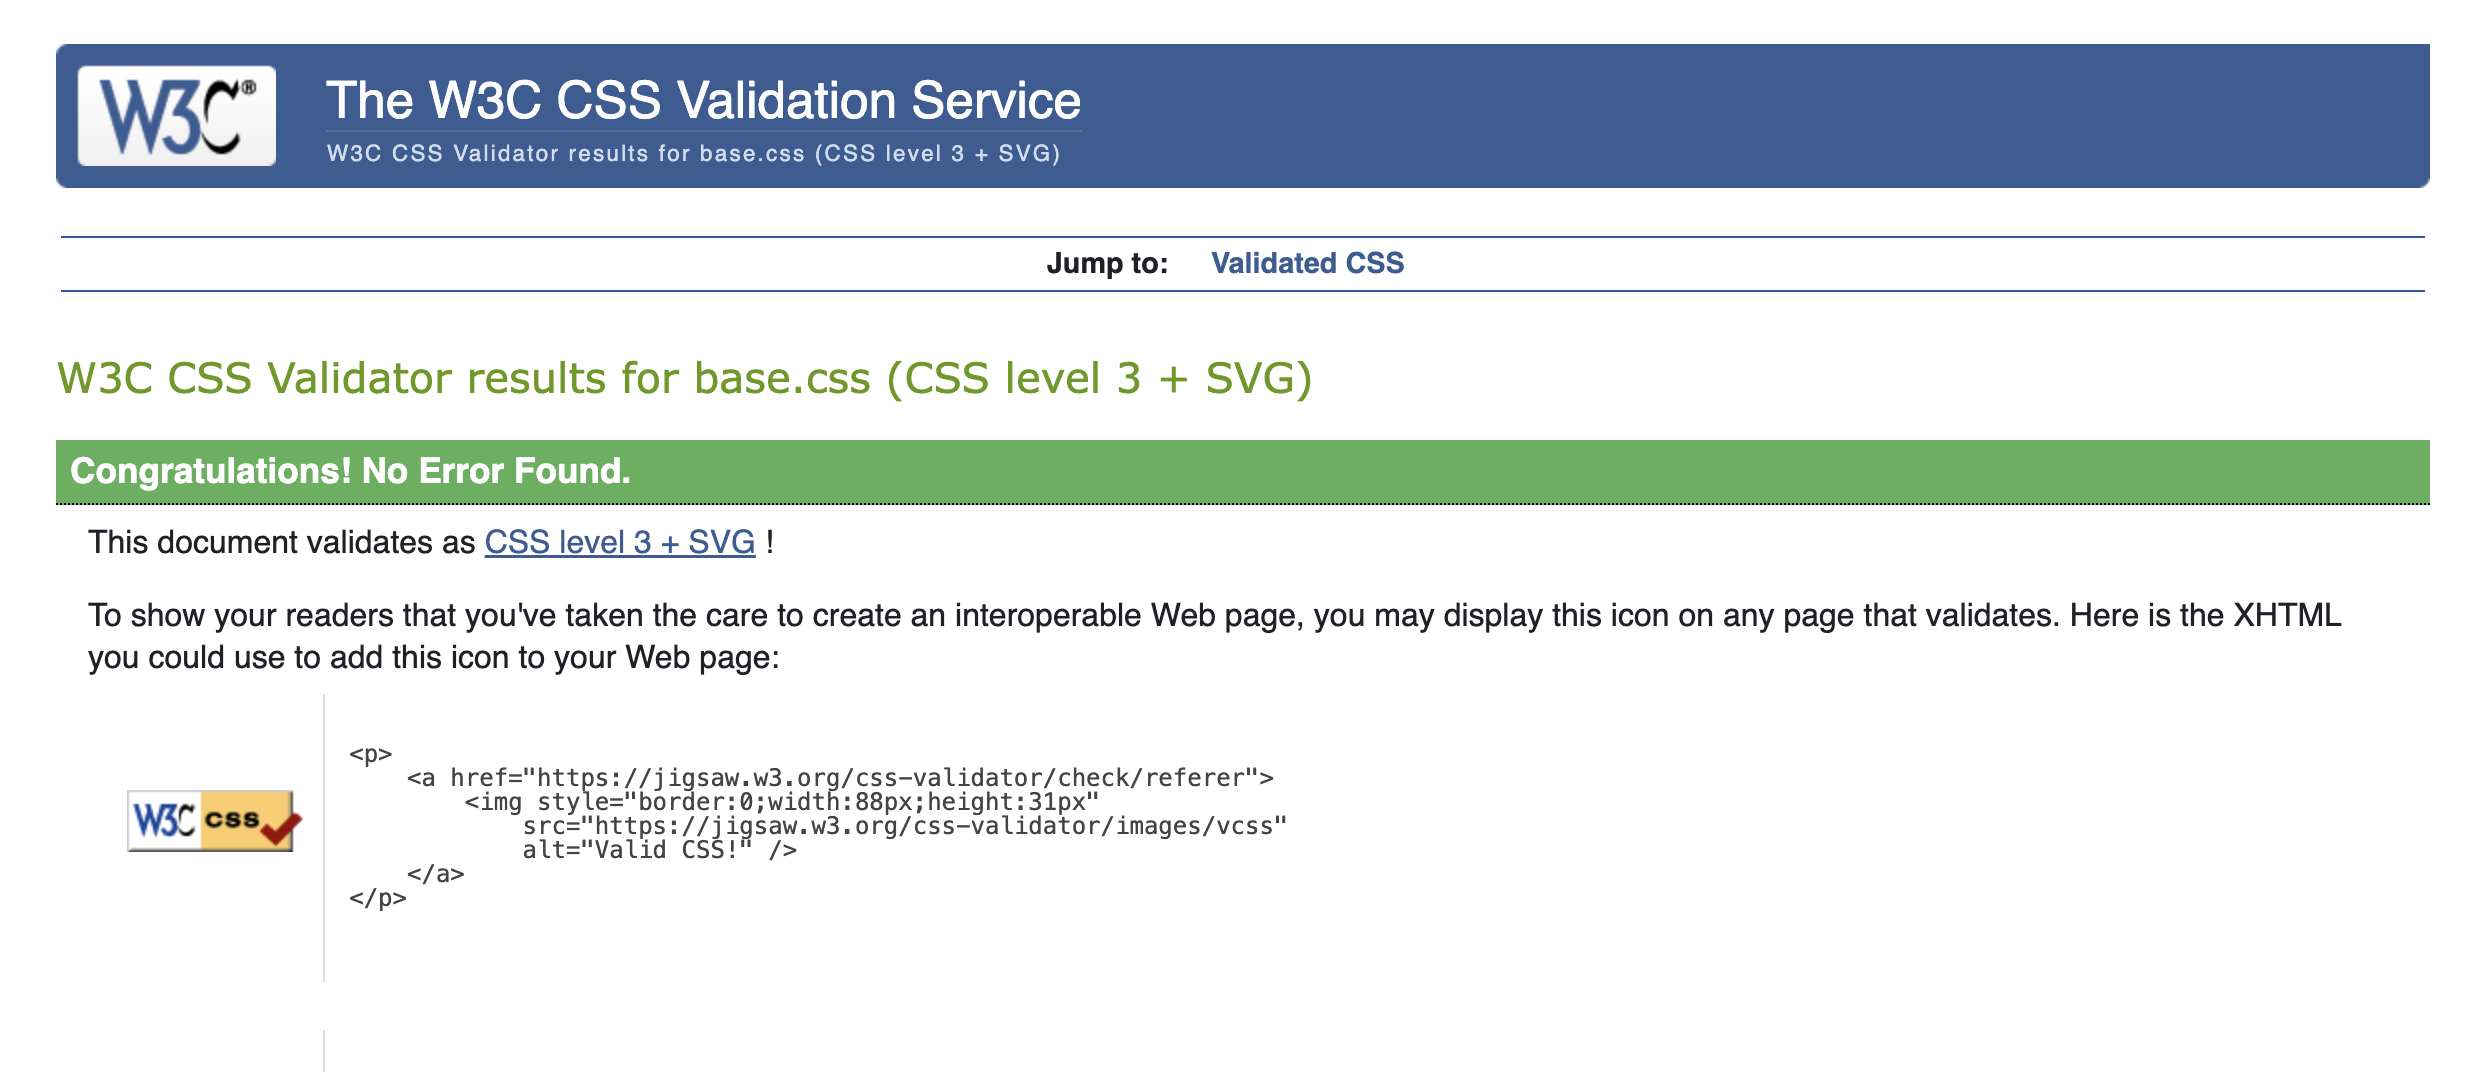 W3C®
The W3C CSS Validation Service
W3C CSS Validator results for base.css (CSS level 3 + SVG)
Jump to: Validated CSS
W3C CSS Validator results for base.css (CSS level 3 + SVG)
Congratulations! No Error Found.
This document validates as CSS level 3 + SVG !
To show your readers that you've taken the care to create an interoperable Web page, you may display this icon on any page that validates. Here is the XHTML
you could use to add this icon to your Web page:
W3C css
<p>
    <a href="https://jigsaw.w3.org/css-validator/check/referer">
        <img style="border:0;width:88px;height:31px"
            src="https://jigsaw.w3.org/css-validator/images/vcss"
            alt="Valid CSS!" />
    </a>
</p>